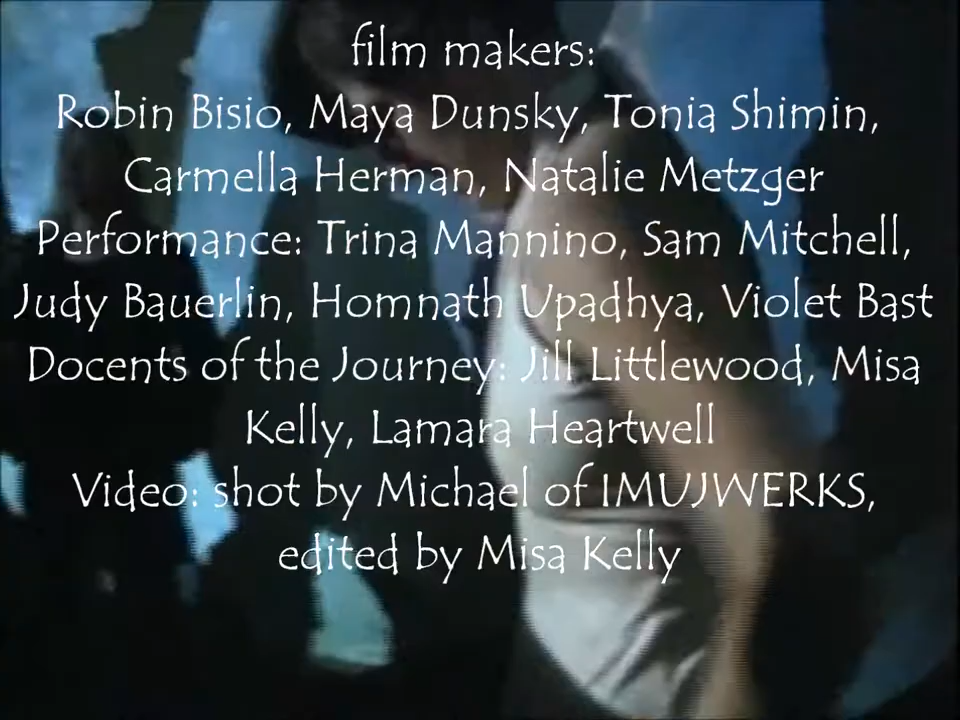 film makers:
Robin Bisio, Maya Dunsky, Tonia Shimin,
Carmella Herman, Natalie Metzger
Performance: Trina Mannino, Sam Mitchell,
Judy Bauerlin, Homnath Upadhya, Violet Bast
Docents of the Journey: Jill Littlewood, Misa
Kelly, Lamara Heartwell
Video: shot by Michael of IMUJWERKS,
edited by Misa Kelly